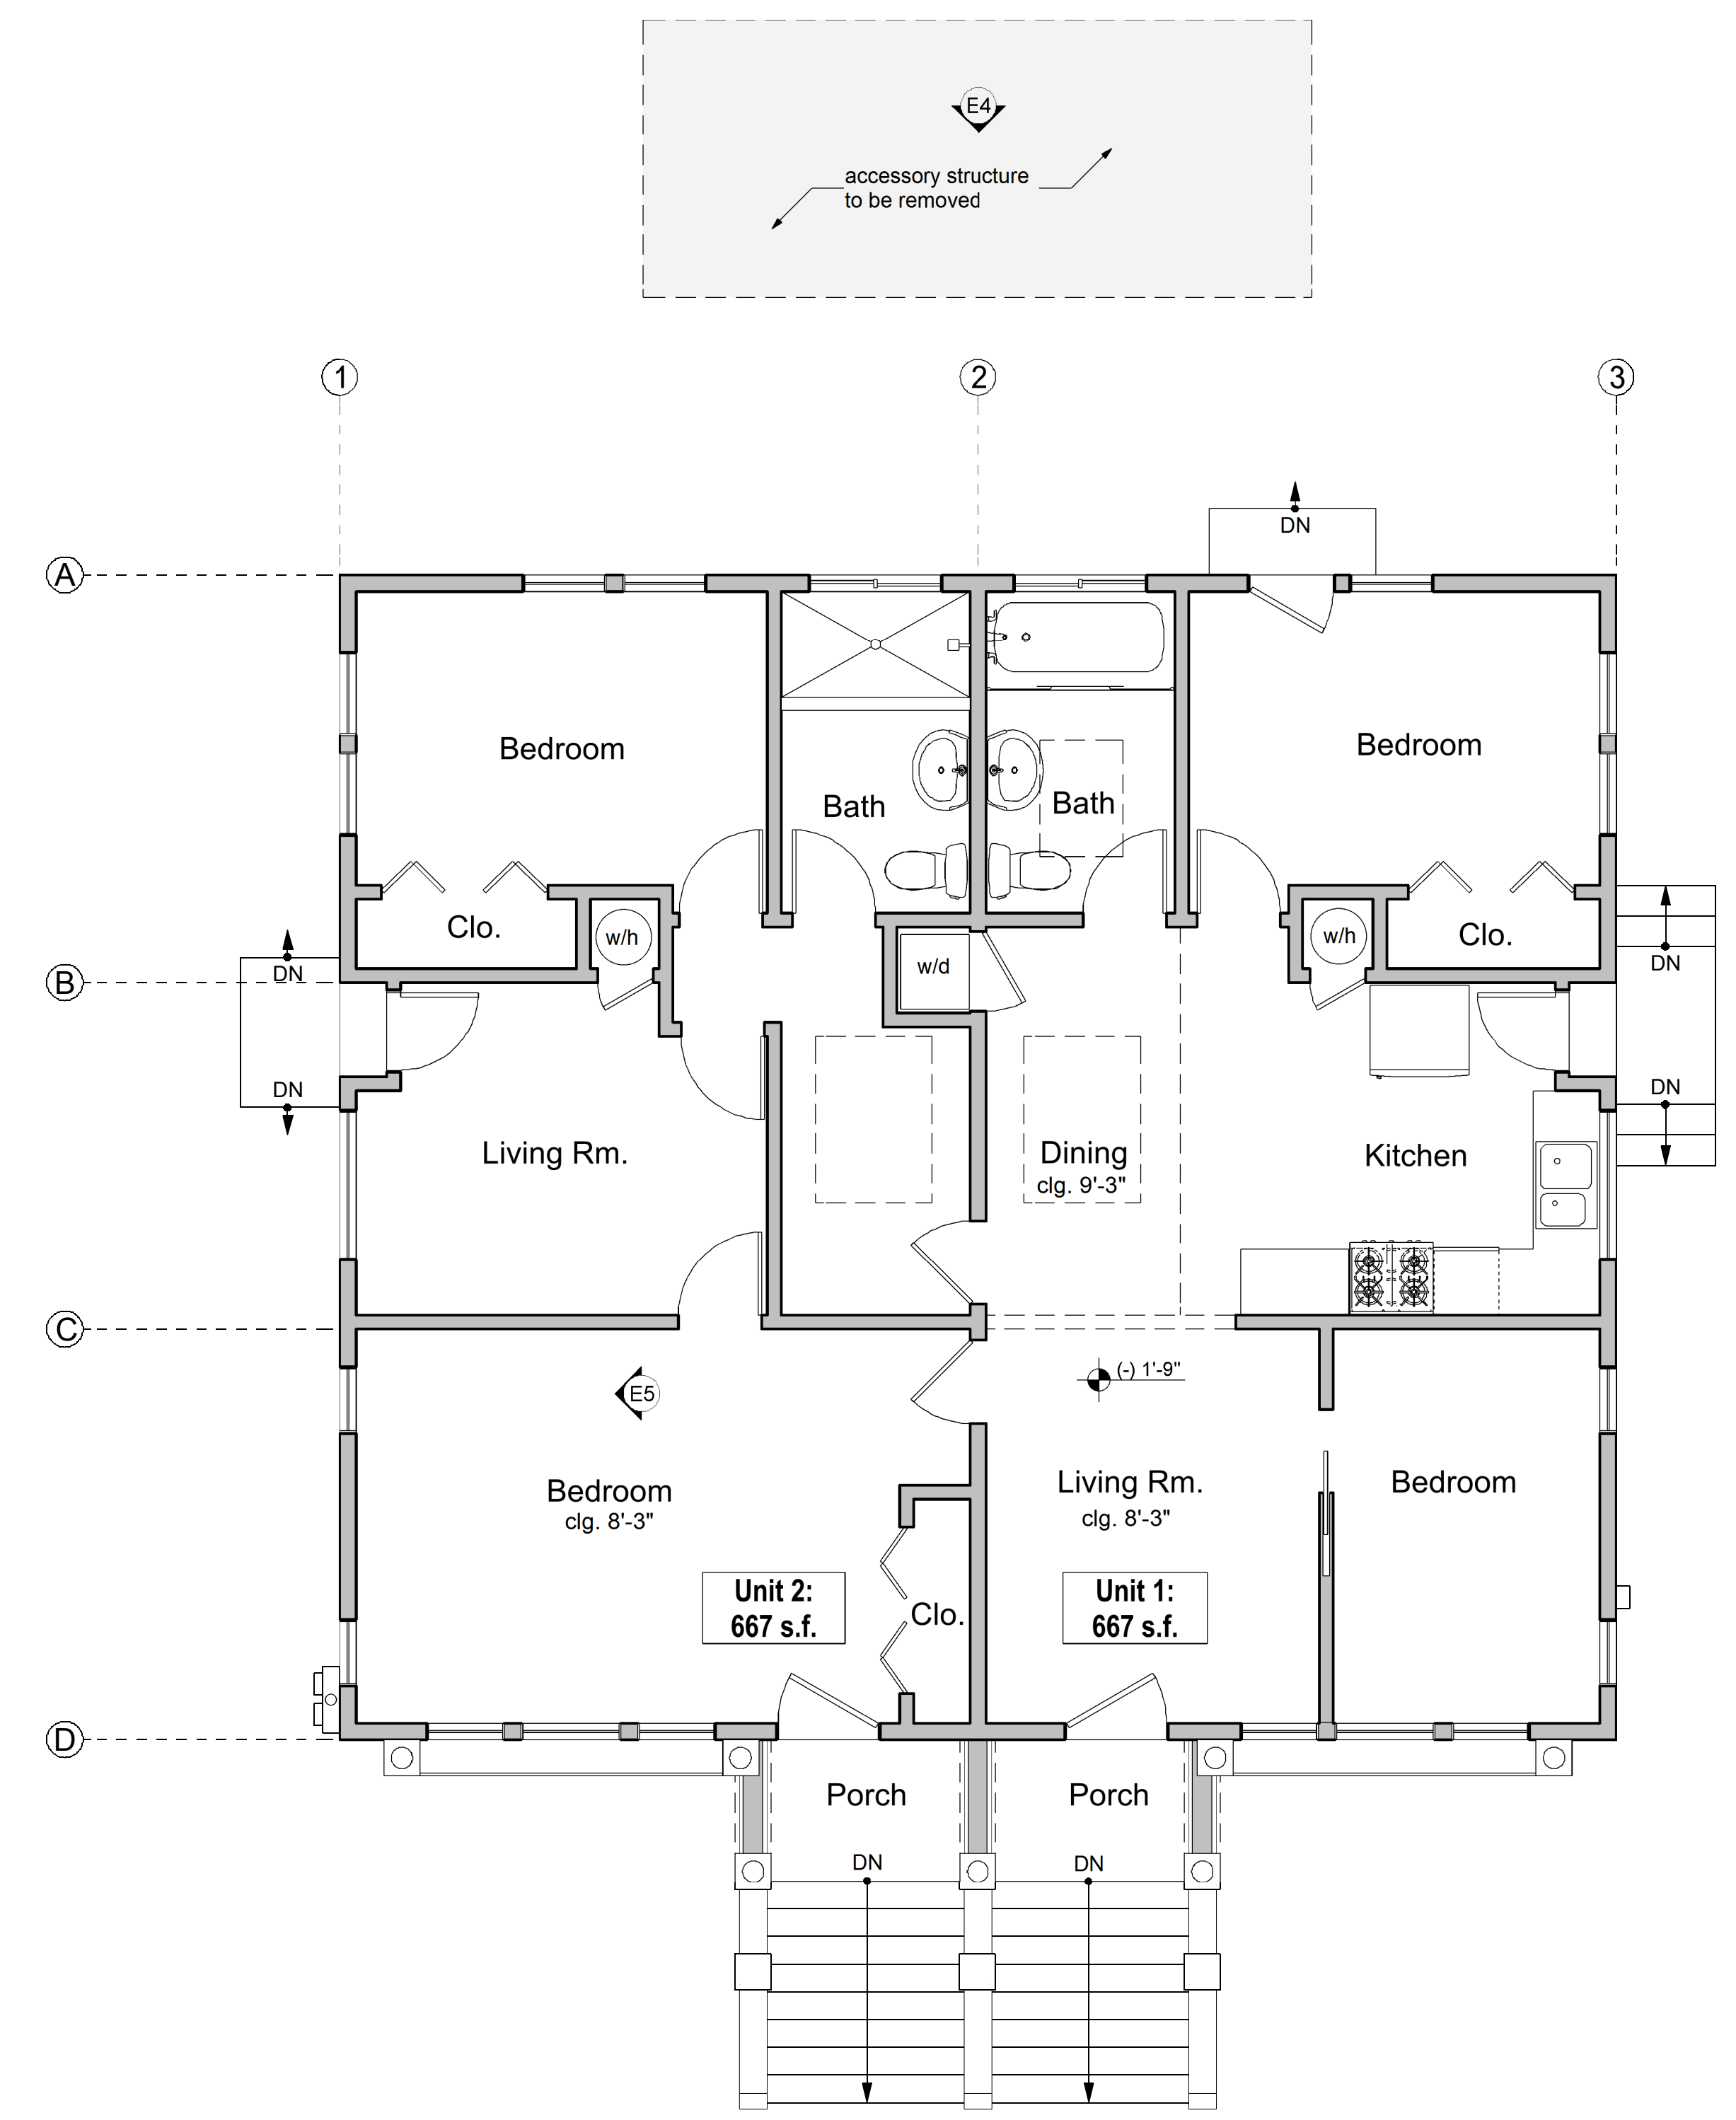 E4
accessory structure
to be removed
1
2
3
A
DN
Bedroom
Bedroom
Bath
Bath
Clo.
w/h
w/h
Clo.
w/d
DN
B
DN
DN
DN
Living Rm.
Dining
clg. 9'-3"
Kitchen
C
(-) 1'-9"
E5
Bedroom
clg. 8'-3"
Living Rm.
clg. 8'-3"
Bedroom
Unit 2:
667 s.f.
Unit 1:
667 s.f.
Clo.
D
Porch
Porch
DN
DN